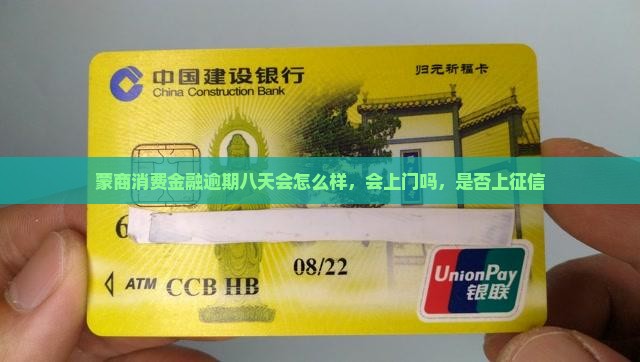 中国建设银行
China Construction Bank
归元祈福卡
蒙商消费金融逾期八天会怎么样，会上门吗，是否上征信
6
08/22
ATM CCB HB
UnionPay
银联